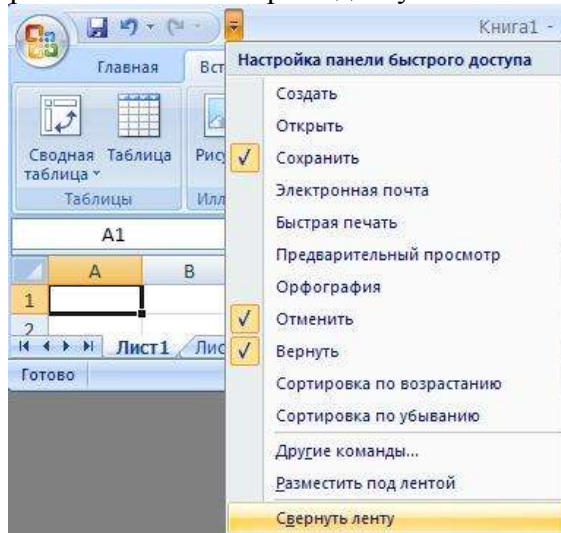 Книга1 -
Главная
Вст
Настройка панели быстрого доступа
Создать
Открыть
Сохранить
Электронная почта
Быстрая печать
Предварительный просмотр
Орфография
Отменить
Вернуть
Сортировка по возрастанию
Сортировка по убыванию
Другие команды...
Разместить под лентой
Свернуть ленту
Сводная таблица
Таблица
Рис
Таблицы
Илл
A1
A B
1
2
Лист1 Лис
Готово